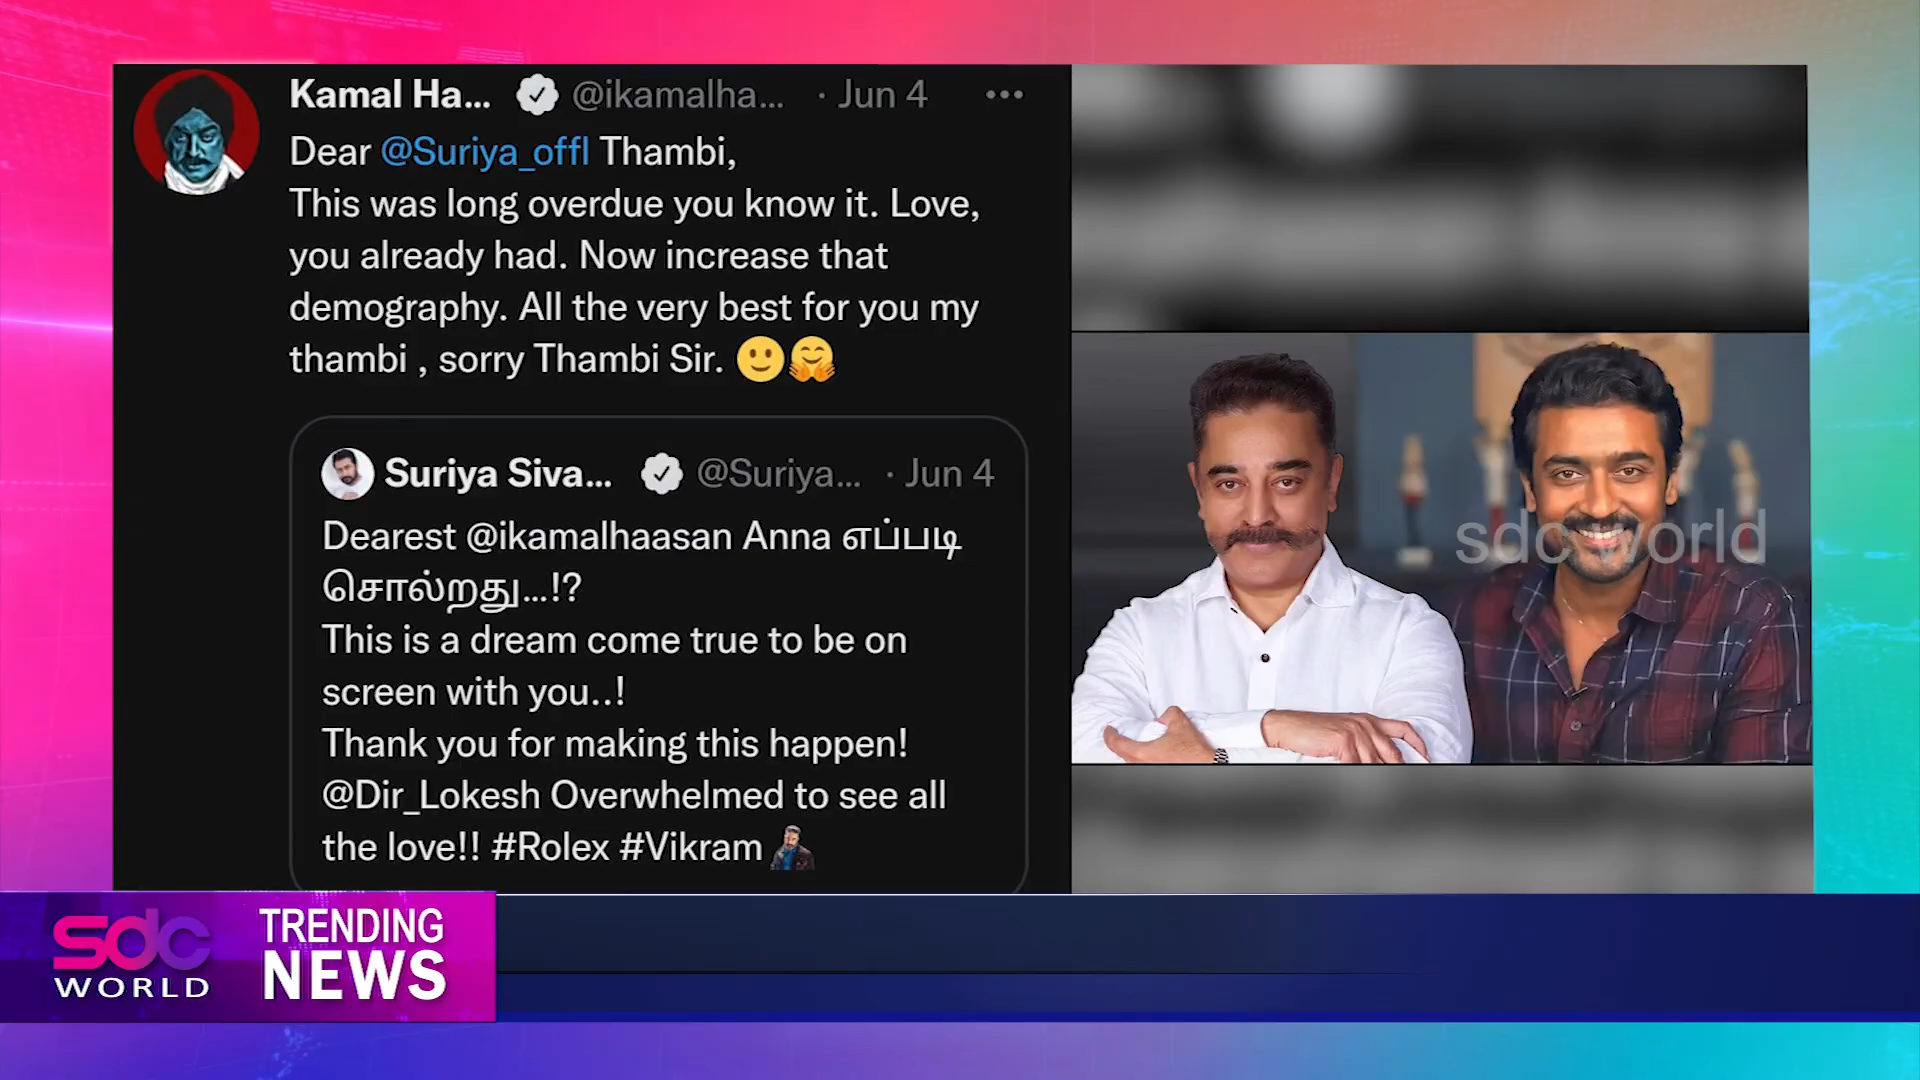 Kamal Ha... @ikamalha... · Jun 4
Dear @Suriya_offl Thambi,
This was long overdue you know it. Love,
you already had. Now increase that
demography. All the very best for you my
thambi , sorry Thambi Sir. 🙂🤗
Suriya Siva... @Suriya... · Jun 4
Dearest @ikamalhaasan Anna எப்படி
சொல்றது...!?
This is a dream come true to be on
screen with you..!
Thank you for making this happen!
@Dir_Lokesh Overwhelmed to see all
the love!! #Rolex #Vikram
sdc world
sdc
WORLD
TRENDING
NEWS